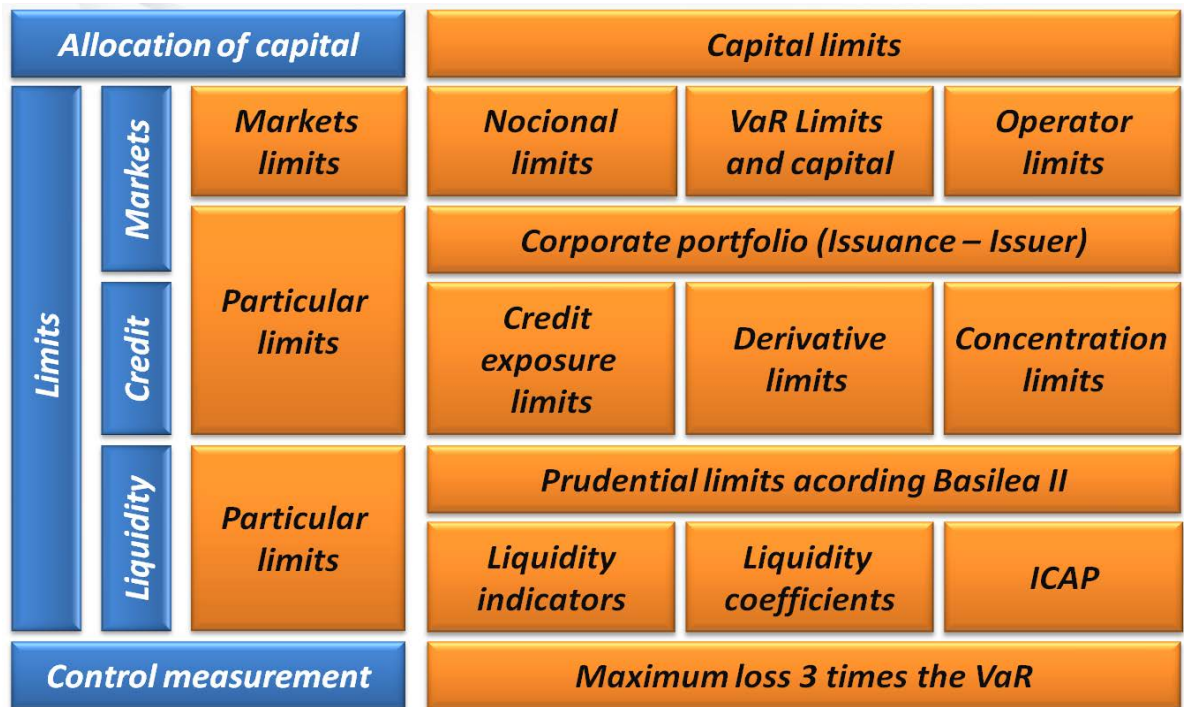 Allocation of capital
Capital limits
Limits
Markets
Markets
limits
Nocional
limits
VaR Limits
and capital
Operator
limits
Corporate portfolio (Issuance – Issuer)
Credit
Particular
limits
Credit
exposure
limits
Derivative
limits
Concentration
limits
Liquidity
Particular
limits
Prudential limits acording Basilea II
Liquidity
indicators
Liquidity
coefficients
ICAP
Control measurement
Maximum loss 3 times the VaR